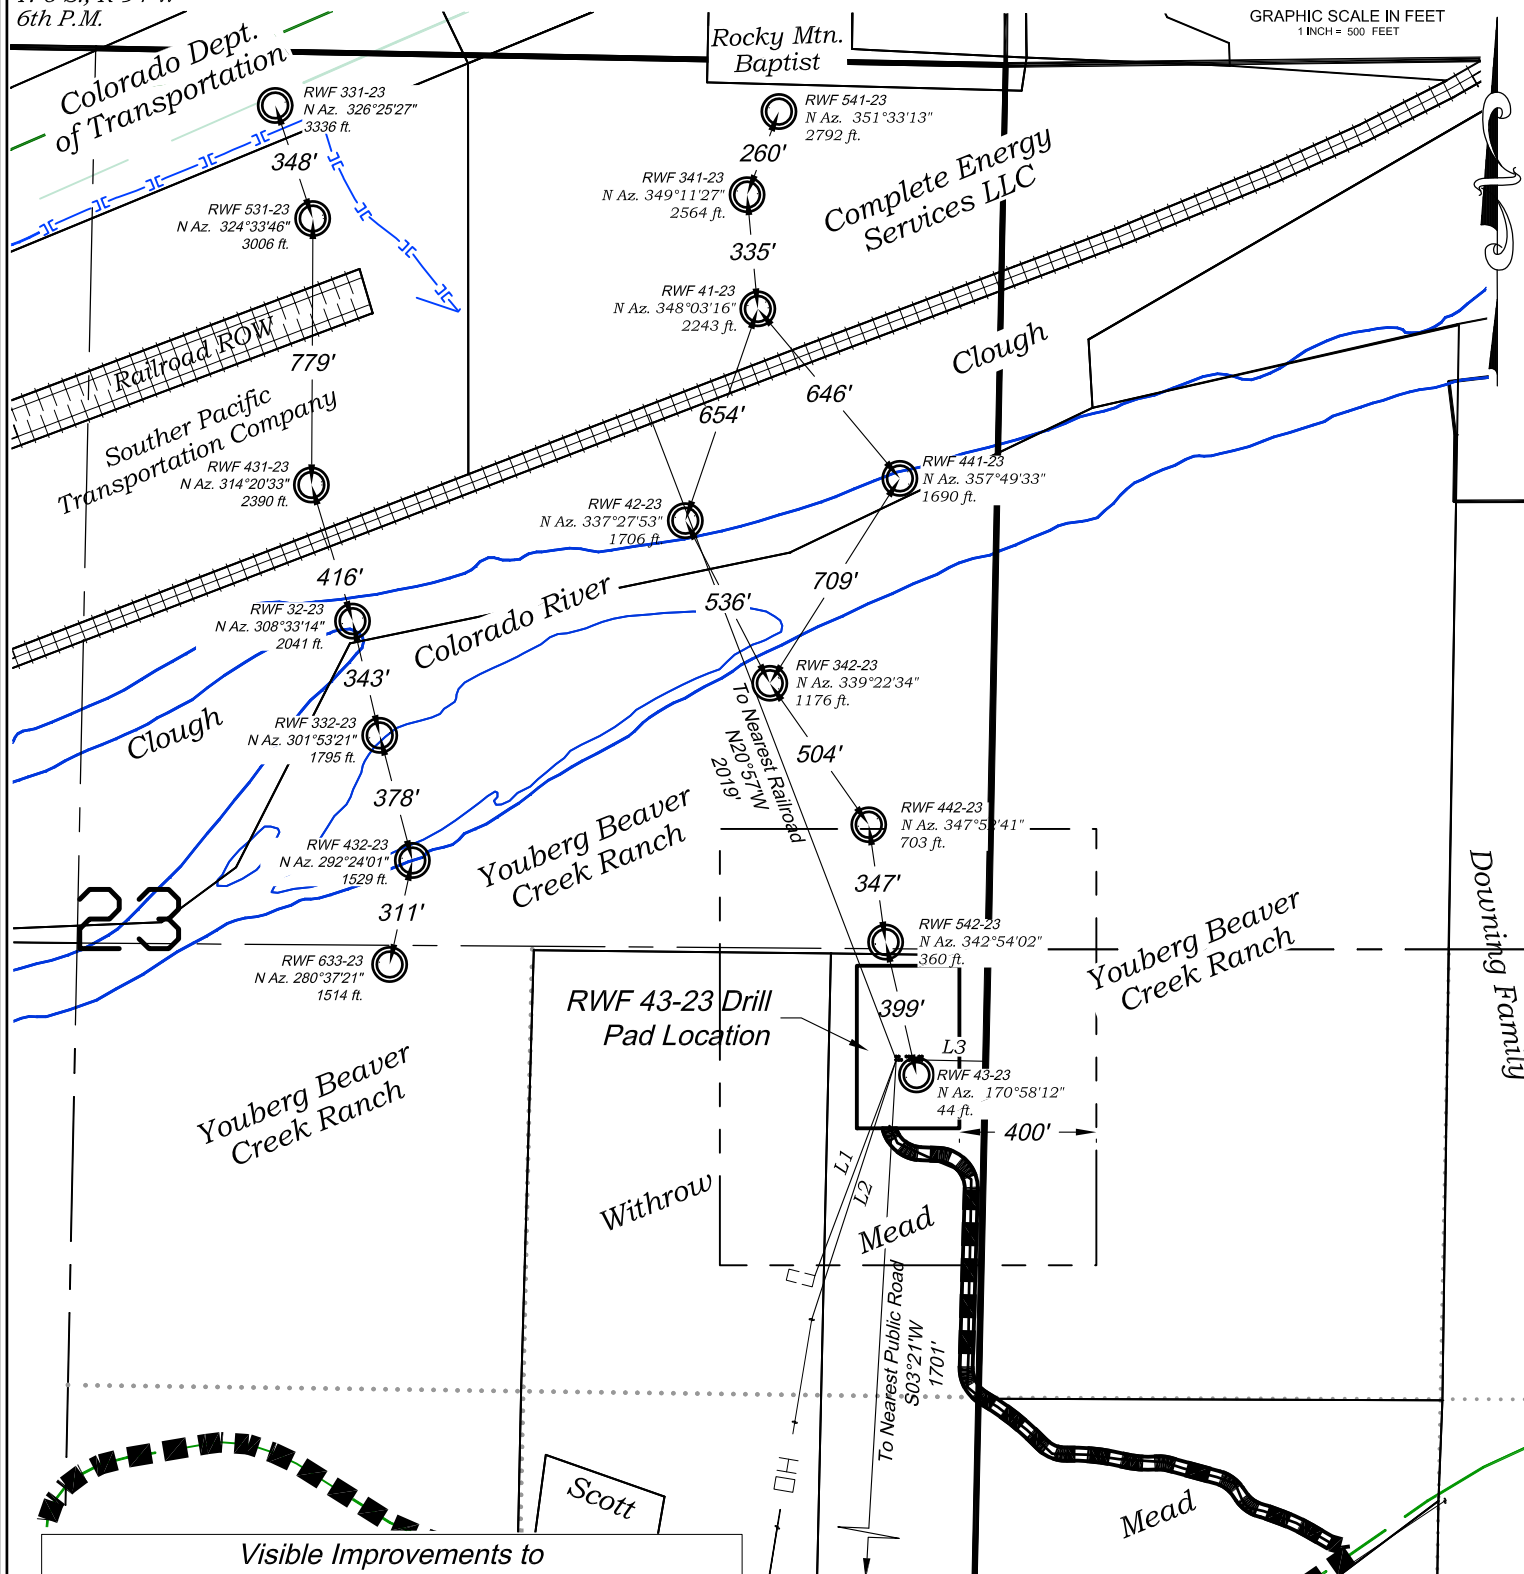 6th P.M.
GRAPHIC SCALE IN FEET
1 INCH = 500 FEET
Colorado Dept.
of Transportation
Rocky Mtn.
Baptist
RWF 331-23
N Az. 326°25'27"
3336 ft.
RWF 541-23
N Az. 351°33'13"
2792 ft.
348'
260'
Complete Energy
Services LLC
RWF 341-23
N Az. 349°11'27"
2564 ft.
RWF 531-23
N Az. 324°33'46"
3006 ft.
335'
RWF 41-23
N Az. 348°03'16"
2243 ft.
Railroad ROW
779'
Clough
646'
654'
Souther Pacific
Transportation Company
RWF 431-23
N Az. 314°20'33"
2390 ft.
RWF 441-23
N Az. 357°49'33"
1690 ft.
RWF 42-23
N Az. 337°27'53"
1706 ft.
416'
709'
536'
Colorado River
RWF 32-23
N Az. 308°33'14"
2041 ft.
343'
RWF 342-23
N Az. 339°22'34"
1176 ft.
Clough
RWF 332-23
N Az. 301°53'21"
1795 ft.
To Nearest Railroad
N20°57'W
2019'
504'
378'
RWF 442-23
N Az. 347°52'41"
703 ft.
Youberg Beaver
Creek Ranch
RWF 432-23
N Az. 292°24'01"
1529 ft.
347'
Downing Family
23
311'
RWF 542-23
N Az. 342°54'02"
360 ft.
Youberg Beaver
Creek Ranch
RWF 633-23
N Az. 280°37'21"
1514 ft.
RWF 43-23 Drill
Pad Location
399'
L3
RWF 43-23
N Az. 170°58'12"
44 ft.
Youberg Beaver
Creek Ranch
400'
L1
L2
Withrow
Mead
To Nearest Public Road
S03°21'W
1701'
Scott
Mead
Visible Improvements to